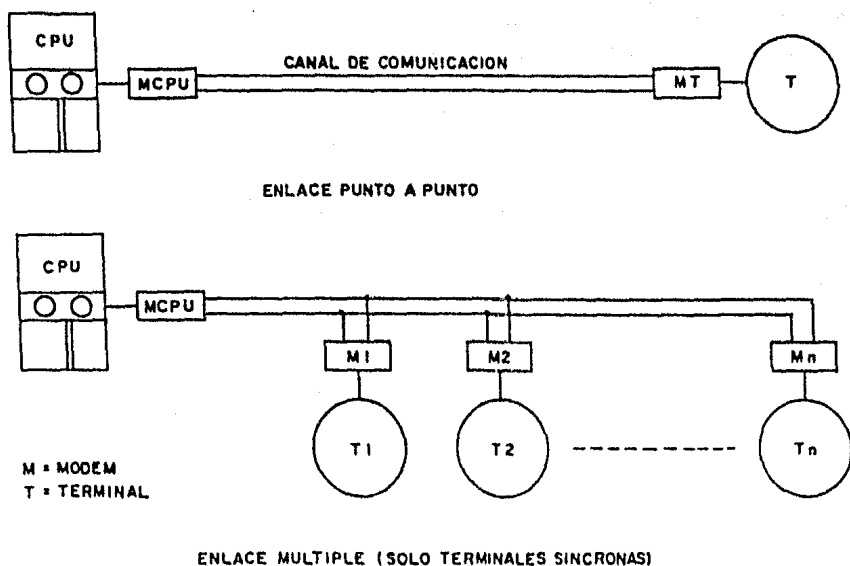 CPU
CANAL DE COMUNICACION
MCPU
MT
T
ENLACE PUNTO A PUNTO
CPU
MCPU
M1
M2
Mn
T1
T2
Tn
M = MODEM
T = TERMINAL
ENLACE MULTIPLE (SOLO TERMINALES SINCRONAS)